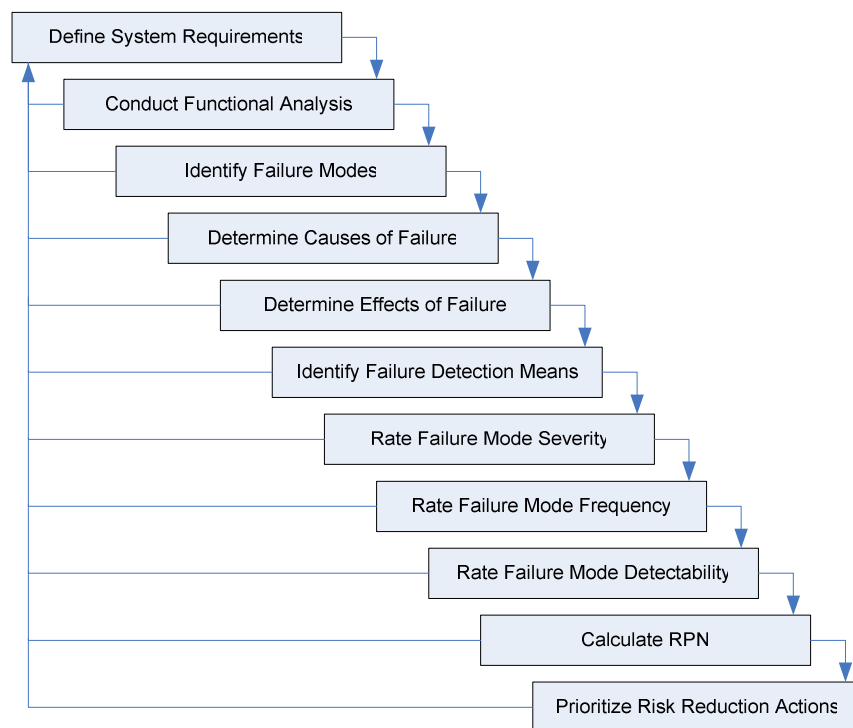 Define System Requirements
Conduct Functional Analysis
Identify Failure Modes
Determine Causes of Failure
Determine Effects of Failure
Identify Failure Detection Means
Rate Failure Mode Severity
Rate Failure Mode Frequency
Rate Failure Mode Detectability
Calculate RPN
Prioritize Risk Reduction Actions